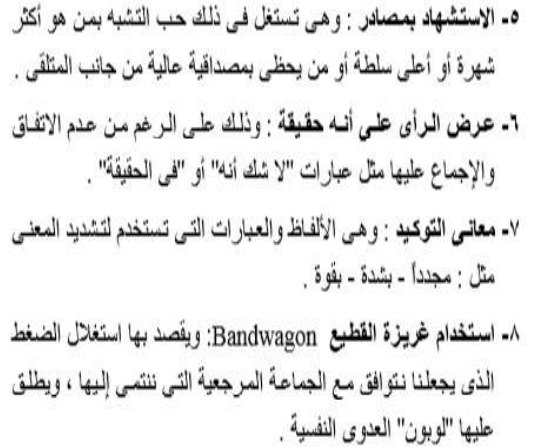 ٥- الاستشهاد بمصادر : وهى تستغل فى ذلك حب التشبه بمن هو أكثر
شهرة أو أعلى سلطة أو من يحظى بمصداقية عالية من جانب المتلقى .
٦- عرض الرأى على أنه حقيقة : وذلك على الرغم من عدم الاتفاق
والإجماع عليها مثل عبارات "لا شك أنه" أو "فى الحقيقة" .
٧- معانى التوكيد : وهى الألفاظ والعبارات التى تستخدم لتشديد المعنى
مثل : مجدداً - بشدة - بقوة .
٨- استخدام غريزة القطيع Bandwagon: ويقصد بها استغلال الضغط
الذى يجعلنا نتوافق مع الجماعة المرجعية التى ننتمى إليها ، ويطلق
عليها "لوبون" العدوى النفسية .